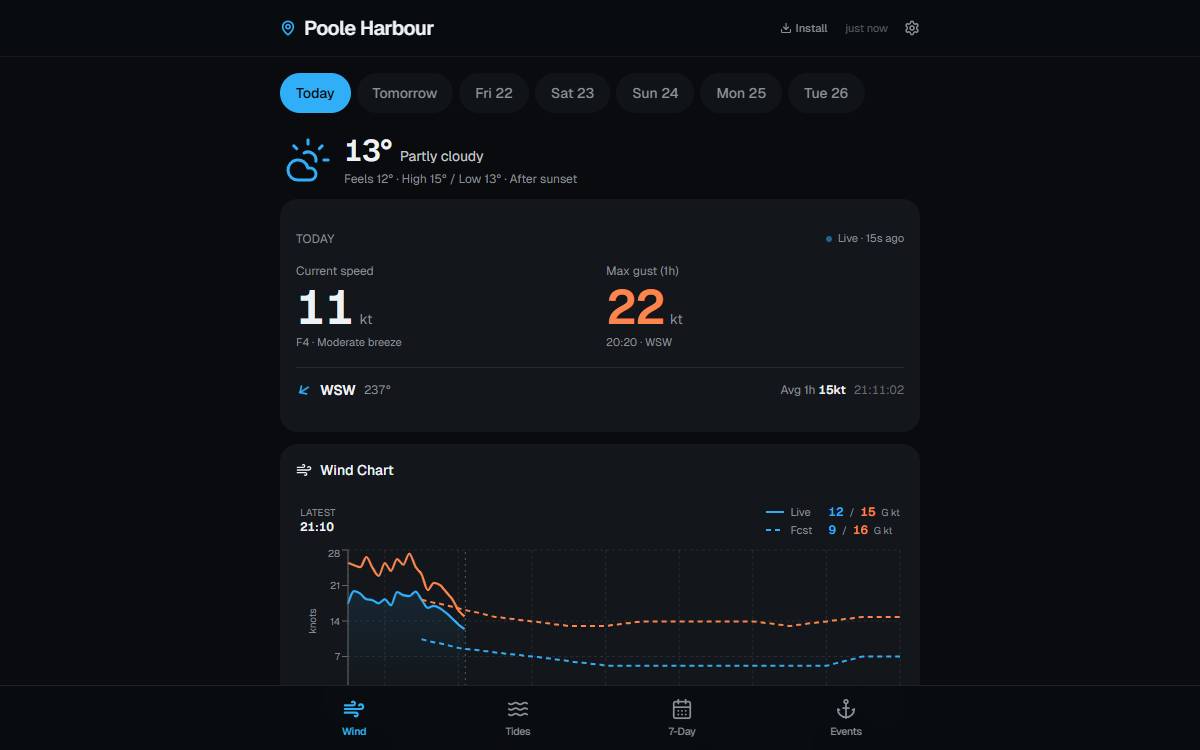 Poole Harbour
Install just now
Today Tomorrow Fri 22 Sat 23 Sun 24 Mon 25 Tue 26
13° Partly cloudy
Feels 12° · High 15° / Low 13° · After sunset
TODAY Live · 15s ago
Current speed Max gust (1h)
11 kt 22 kt
F4 · Moderate breeze 20:20 · WSW
WSW 237° Avg 1h 15kt 21:11:02
Wind Chart
LATEST Live 12 / 15 G kt
21:10 Fcst 9 / 16 G kt
28
21
knots
14
7
Wind Tides 7-Day Events